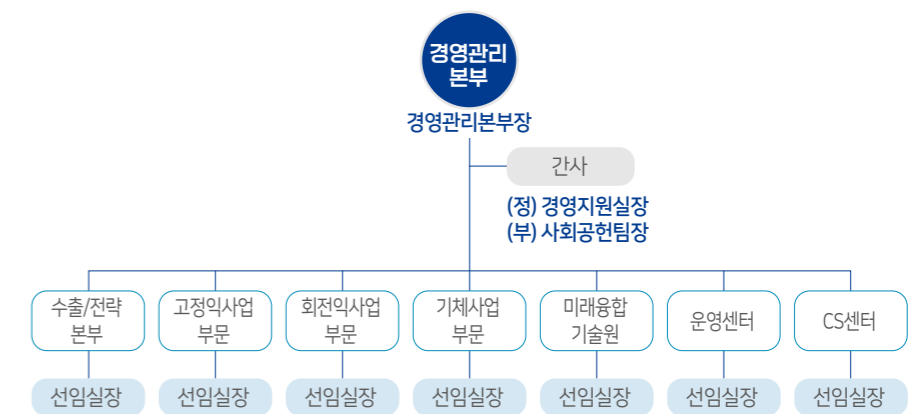 경영관리
본부
경영관리본부장
간사
(정) 경영지원실장
(부) 사회공헌팀장
수출/전략
본부
고정익사업
부문
회전익사업
부문
기체사업
부문
미래융합
기술원
운영센터
CS센터
선임실장
선임실장
선임실장
선임실장
선임실장
선임실장
선임실장